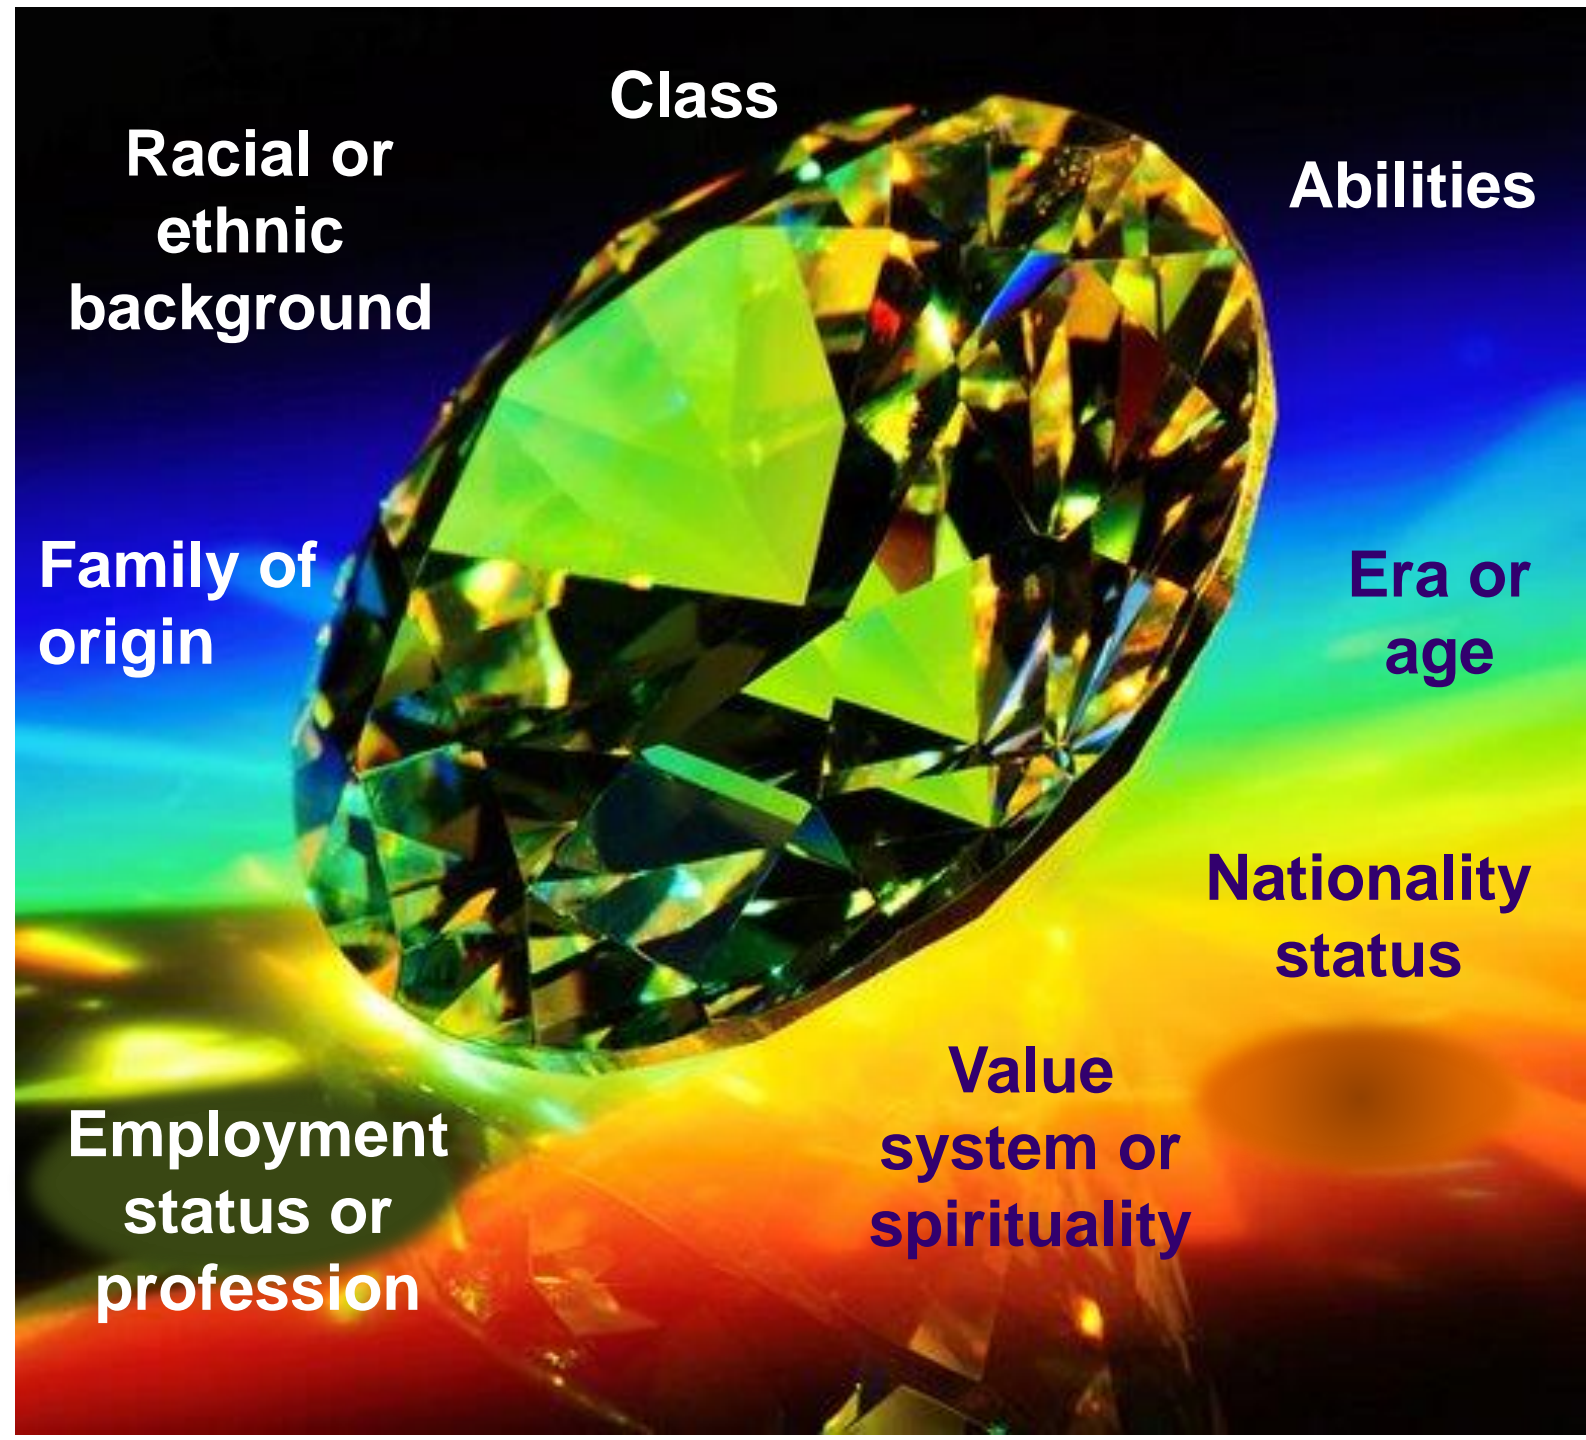 Class
Racial or
ethnic
background
Abilities
Family of
origin
Era or
age
Nationality
status
Value
system or
spirituality
Employment
status or
profession